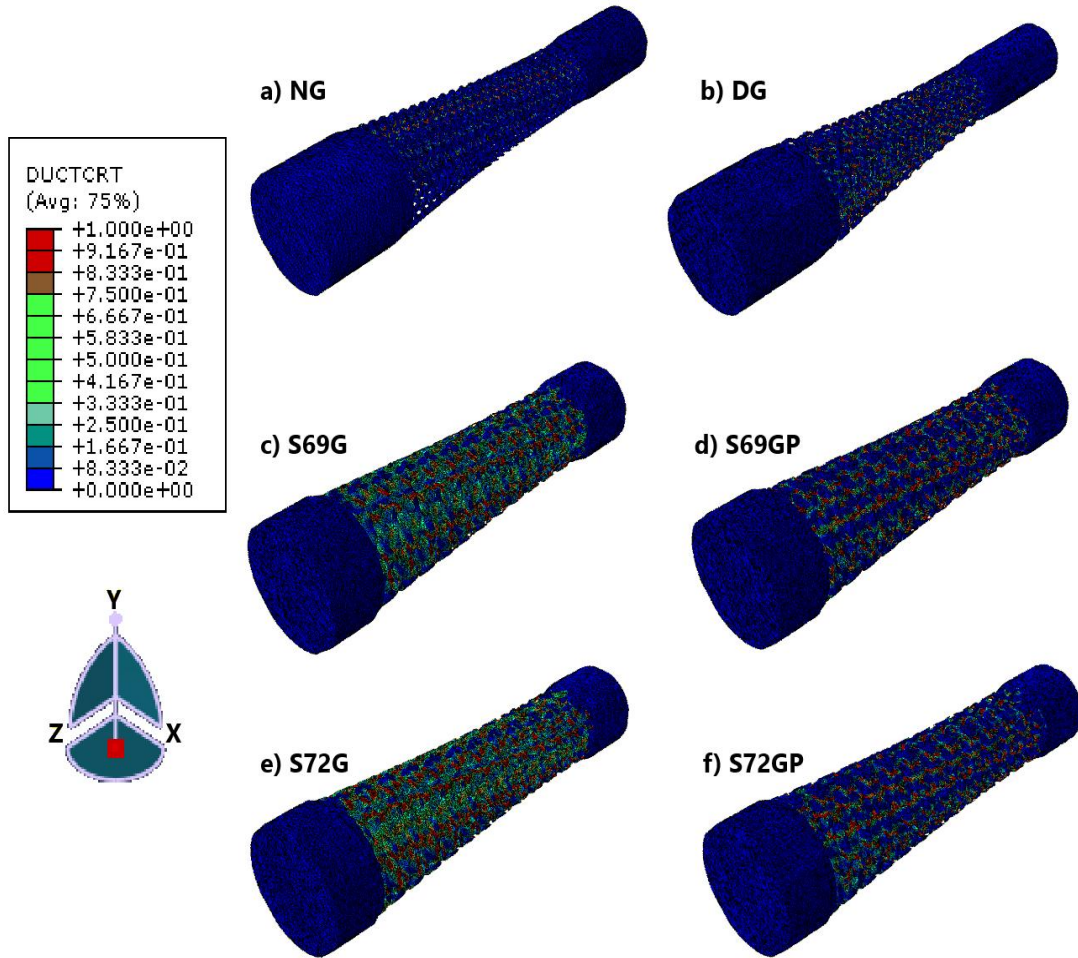 a) NG
b) DG
DUCTCRT
(Avg: 75%)
+1.000e+00
+9.167e-01
+8.333e-01
+7.500e-01
+6.667e-01
+5.833e-01
+5.000e-01
+4.167e-01
+3.333e-01
+2.500e-01
+1.667e-01
+8.333e-02
+0.000e+00
c) S69G
d) S69GP
Y
Z
X
e) S72G
f) S72GP